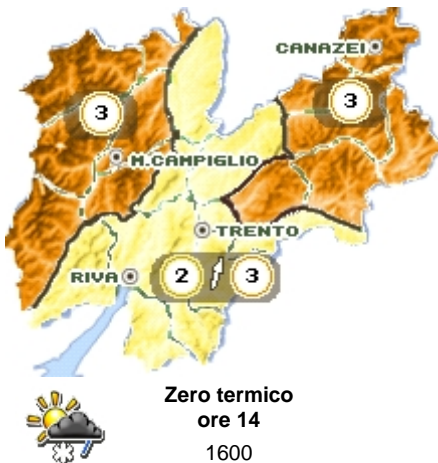 CANAZEI
3
3
M.CAMPIGLIO
TRENTO
RIVA
2 3
Zero termico
ore 14
1600